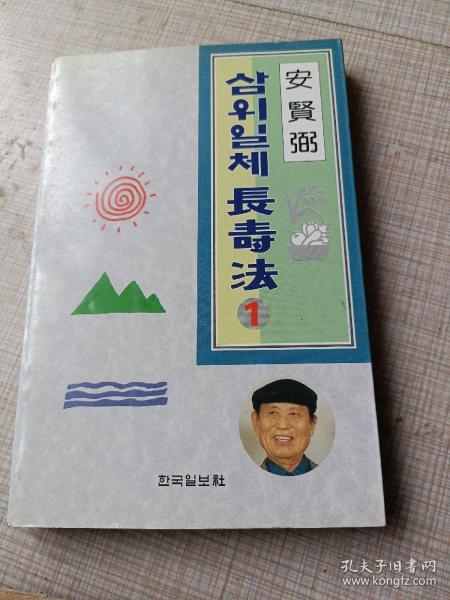 安賢弼
삼위일체 長壽法
1
한국일보社
孔夫子旧书网
www.kongfz.com